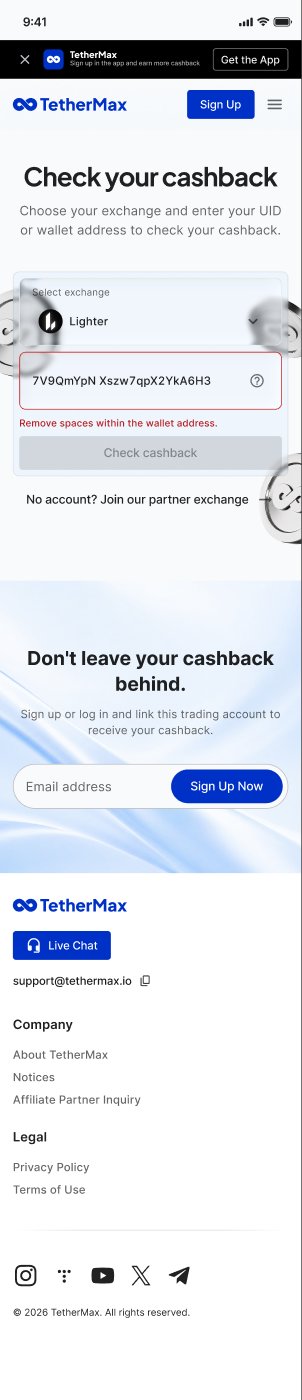 9:41
TetherMax
Sign up in the app and earn more cashback
Get the App
TetherMax
Sign Up
Check your cashback
Choose your exchange and enter your UID
or wallet address to check your cashback.
Select exchange
Lighter
7V9QmYpN Xszw7qpX2YkA6H3
Remove spaces within the wallet address.
Check cashback
No account? Join our partner exchange
Don't leave your cashback
behind.
Sign up or log in and link this trading account to
receive your cashback.
Email address
Sign Up Now
TetherMax
Live Chat
support@tethermax.io
Company
About TetherMax
Notices
Affiliate Partner Inquiry
Legal
Privacy Policy
Terms of Use
© 2026 TetherMax. All rights reserved.